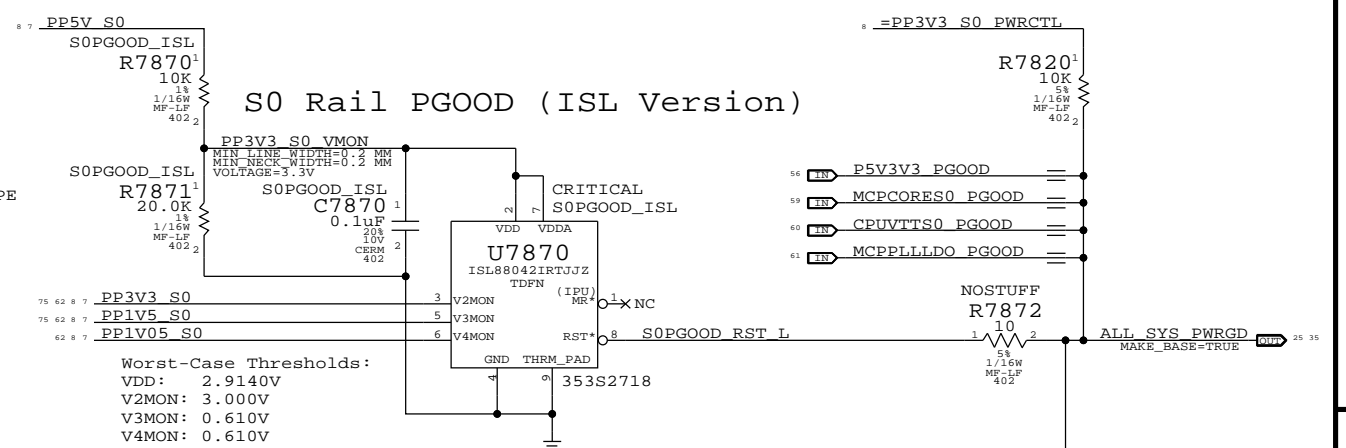 8 7 PP5V_S0
8 =PP3V3_S0_PWRCTL
S0PGOOD_ISL
R7870 1
10K
1%
1/16W
MF-LF
402 2
R7820 1
10K
5%
1/16W
MF-LF
402 2
S0 Rail PGOOD (ISL Version)
PP3V3_S0_VMON
MIN_LINE_WIDTH=0.2 MM
MIN_NECK_WIDTH=0.2 MM
VOLTAGE=3.3V
S0PGOOD_ISL
R7871 1
20.0K
1%
1/16W
MF-LF
402 2
PE
S0PGOOD_ISL
C7870 1
0.1uF
20%
10V
CERM
402
2
CRITICAL
S0PGOOD_ISL
2 7
VDD VDDA
U7870
ISL88042IRTJJZ
TDFN
(IPU)
MR* 1 NC
56 IN P5V3V3_PGOOD
59 IN MCPCORES0_PGOOD
60 IN CPUVTTS0_PGOOD
61 IN MCPPLLLDO_PGOOD
75 62 8 7 PP3V3_S0 3 V2MON
75 62 8 7 PP1V5_S0 5 V3MON
62 8 7 PP1V05_S0 6 V4MON
RST* 8 S0PGOOD_RST_L
NOSTUFF
R7872
1 10 2
5%
1/16W
MF-LF
402
ALL_SYS_PWRGD OUT 25 35
MAKE_BASE=TRUE
GND THRM_PAD
4 9 353S2718
Worst-Case Thresholds:
VDD: 2.9140V
V2MON: 3.000V
V3MON: 0.610V
V4MON: 0.610V